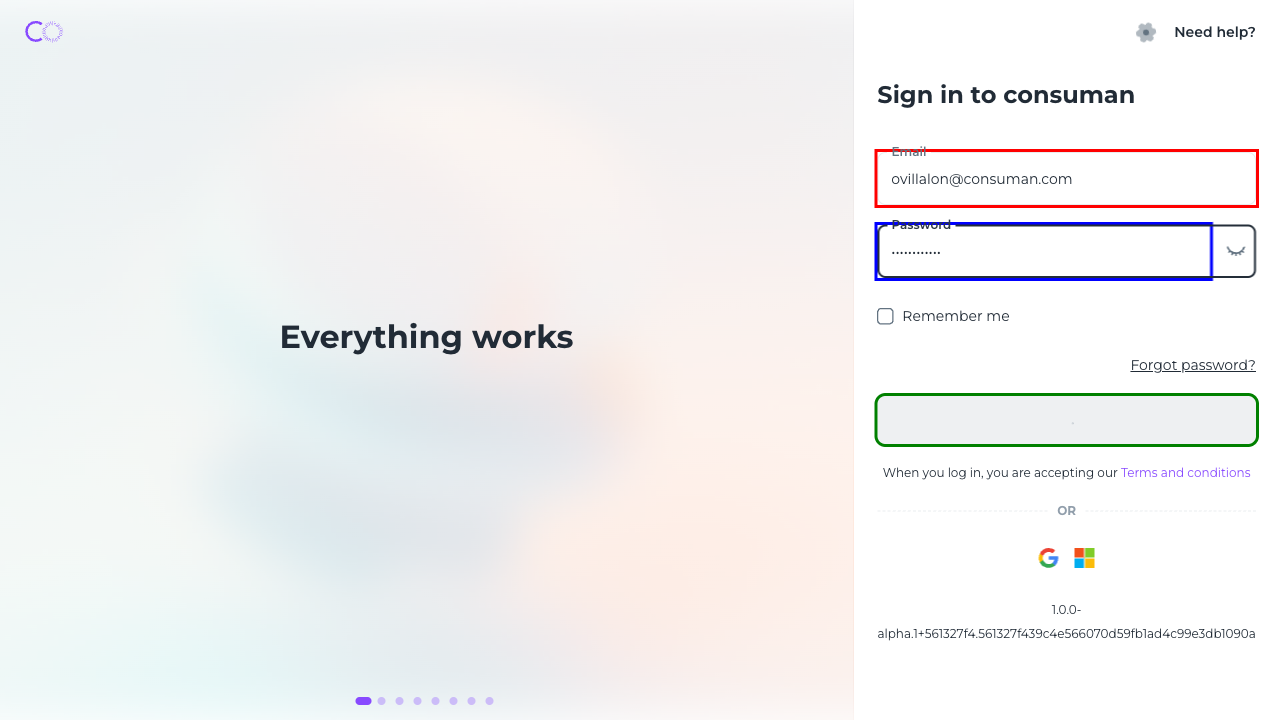 CO
Need help?
Sign in to consuman
Email
ovillalon@consuman.com
Password
Everything works
Remember me
Forgot password?
When you log in, you are accepting our Terms and conditions
OR
1.0.0-
alpha.1+561327f4.561327f439c4e566070d59fb1ad4c99e3db1090a